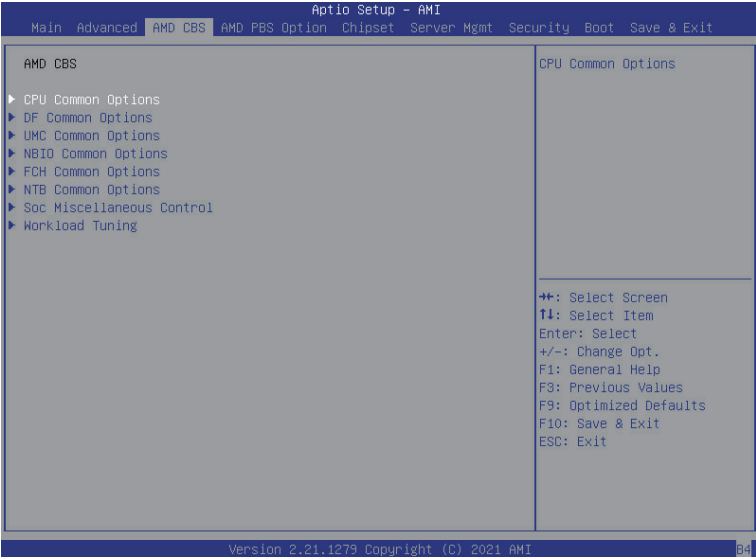 Aptio Setup – AMI
Main Advanced AMD CBS AMD PBS Option Chipset Server Mgmt Security Boot Save & Exit
AMD CBS
CPU Common Options
DF Common Options
UMC Common Options
NBIO Common Options
FCH Common Options
NTB Common Options
Soc Miscellaneous Control
Workload Tuning
CPU Common Options
→←: Select Screen
↑↓: Select Item
Enter: Select
+/-: Change Opt.
F1: General Help
F3: Previous Values
F9: Optimized Defaults
F10: Save & Exit
ESC: Exit
Version 2.21.1279 Copyright (C) 2021 AMI
B4